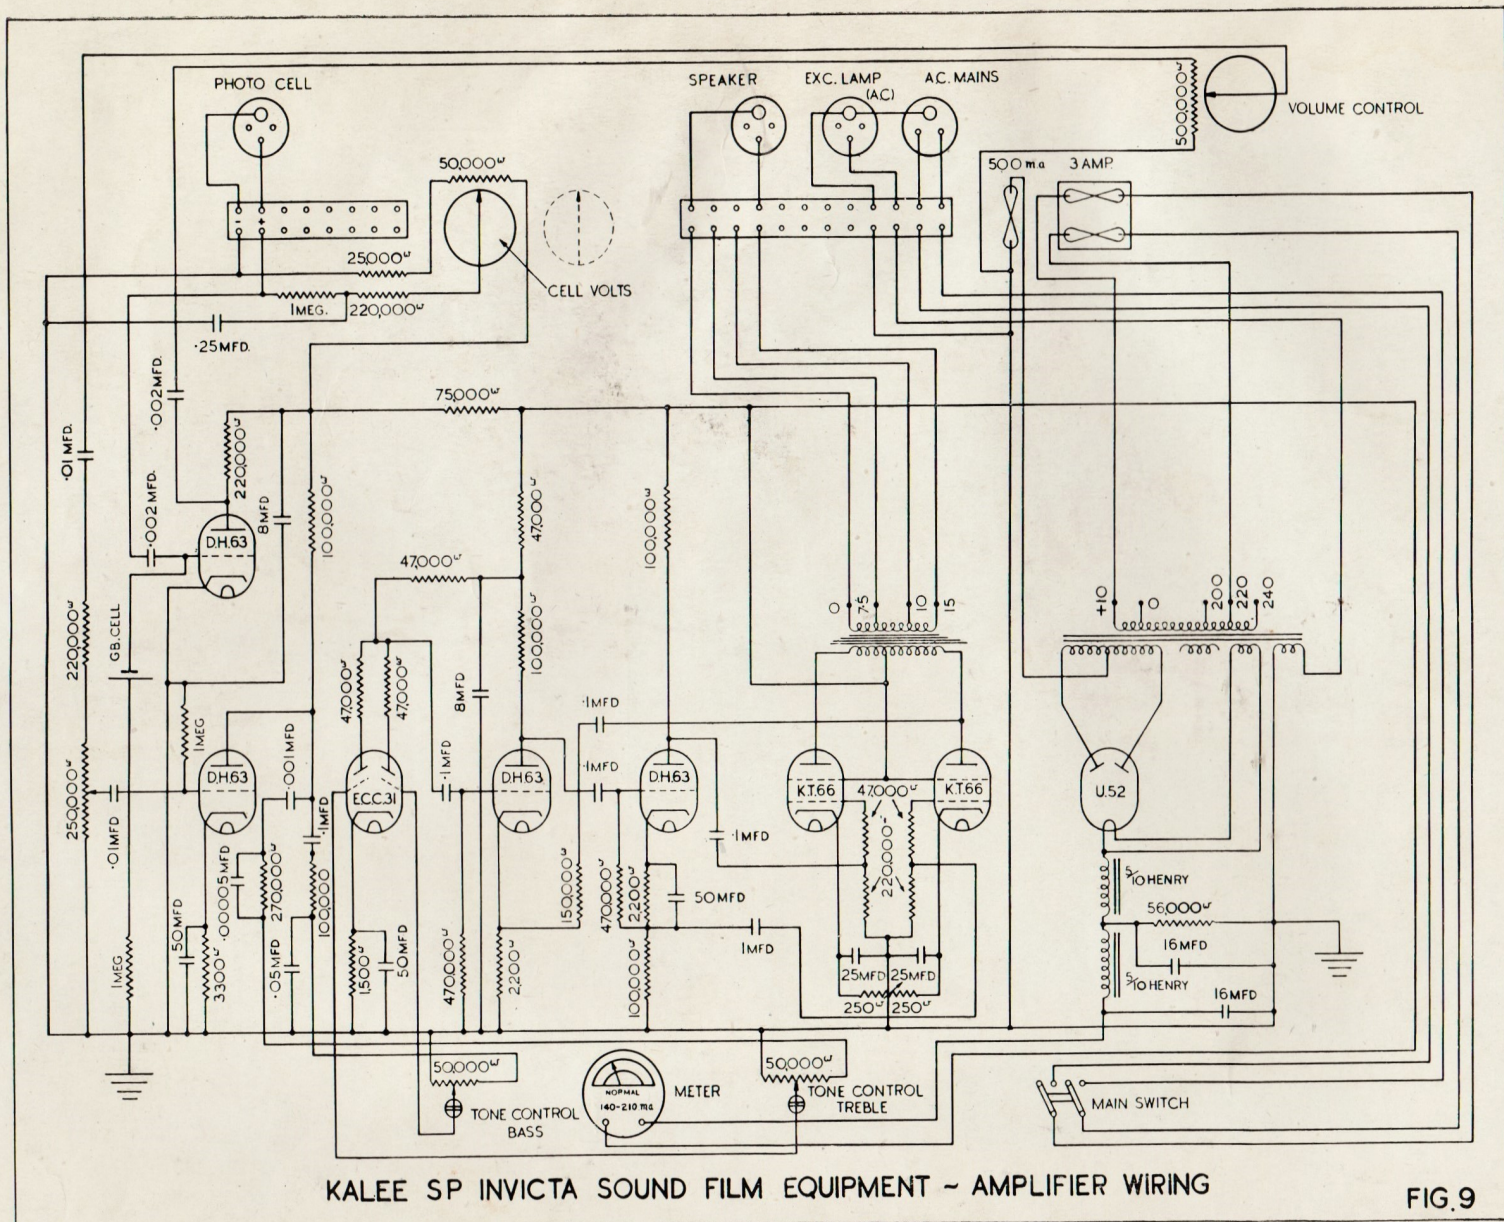 PHOTO CELL
SPEAKER
EXC. LAMP
(A.C)
A.C. MAINS
500,000ω
VOLUME CONTROL
50,000ω
500ma
3 AMP.
- +
25,000ω
CELL VOLTS
1MEG.
220,000ω
·25MFD.
·002MFD.
75,000ω
·01MFD.
220,000ω
·002MFD.
8MFD
100,000ω
47,000ω
100,000ω
D.H.63
47,000ω
100,000ω
0
7·5
10
15
+10
0
200
220
240
220,000ω
G.B.CELL
47,000ω
47,000ω
8MFD
·1MFD
1MEG
·001MFD
·1MFD
·1MFD
250,000ω
D.H.63
E.C.C.31
D.H.63
D.H.63
K.T.66
47,000ω
K.T.66
U.52
·01MFD
·1MFD
·1MFD
220,000ω
·00005MFD
270,000ω
100,000
150,000ω
470,000ω
2,200ω
50MFD
5/10 HENRY
56,000ω
50MFD
1MFD
16MFD
1MEG
3300ω
·05MFD
1,500ω
50MFD
470,000ω
2,200ω
100,000ω
25MFD
25MFD
5/10 HENRY
250ω
250ω
16MFD
50,000ω
NORMAL
140-210 ma
METER
50,000ω
TONE CONTROL
BASS
TONE CONTROL
TREBLE
MAIN SWITCH
KALEE SP INVICTA SOUND FILM EQUIPMENT ~ AMPLIFIER WIRING
FIG. 9